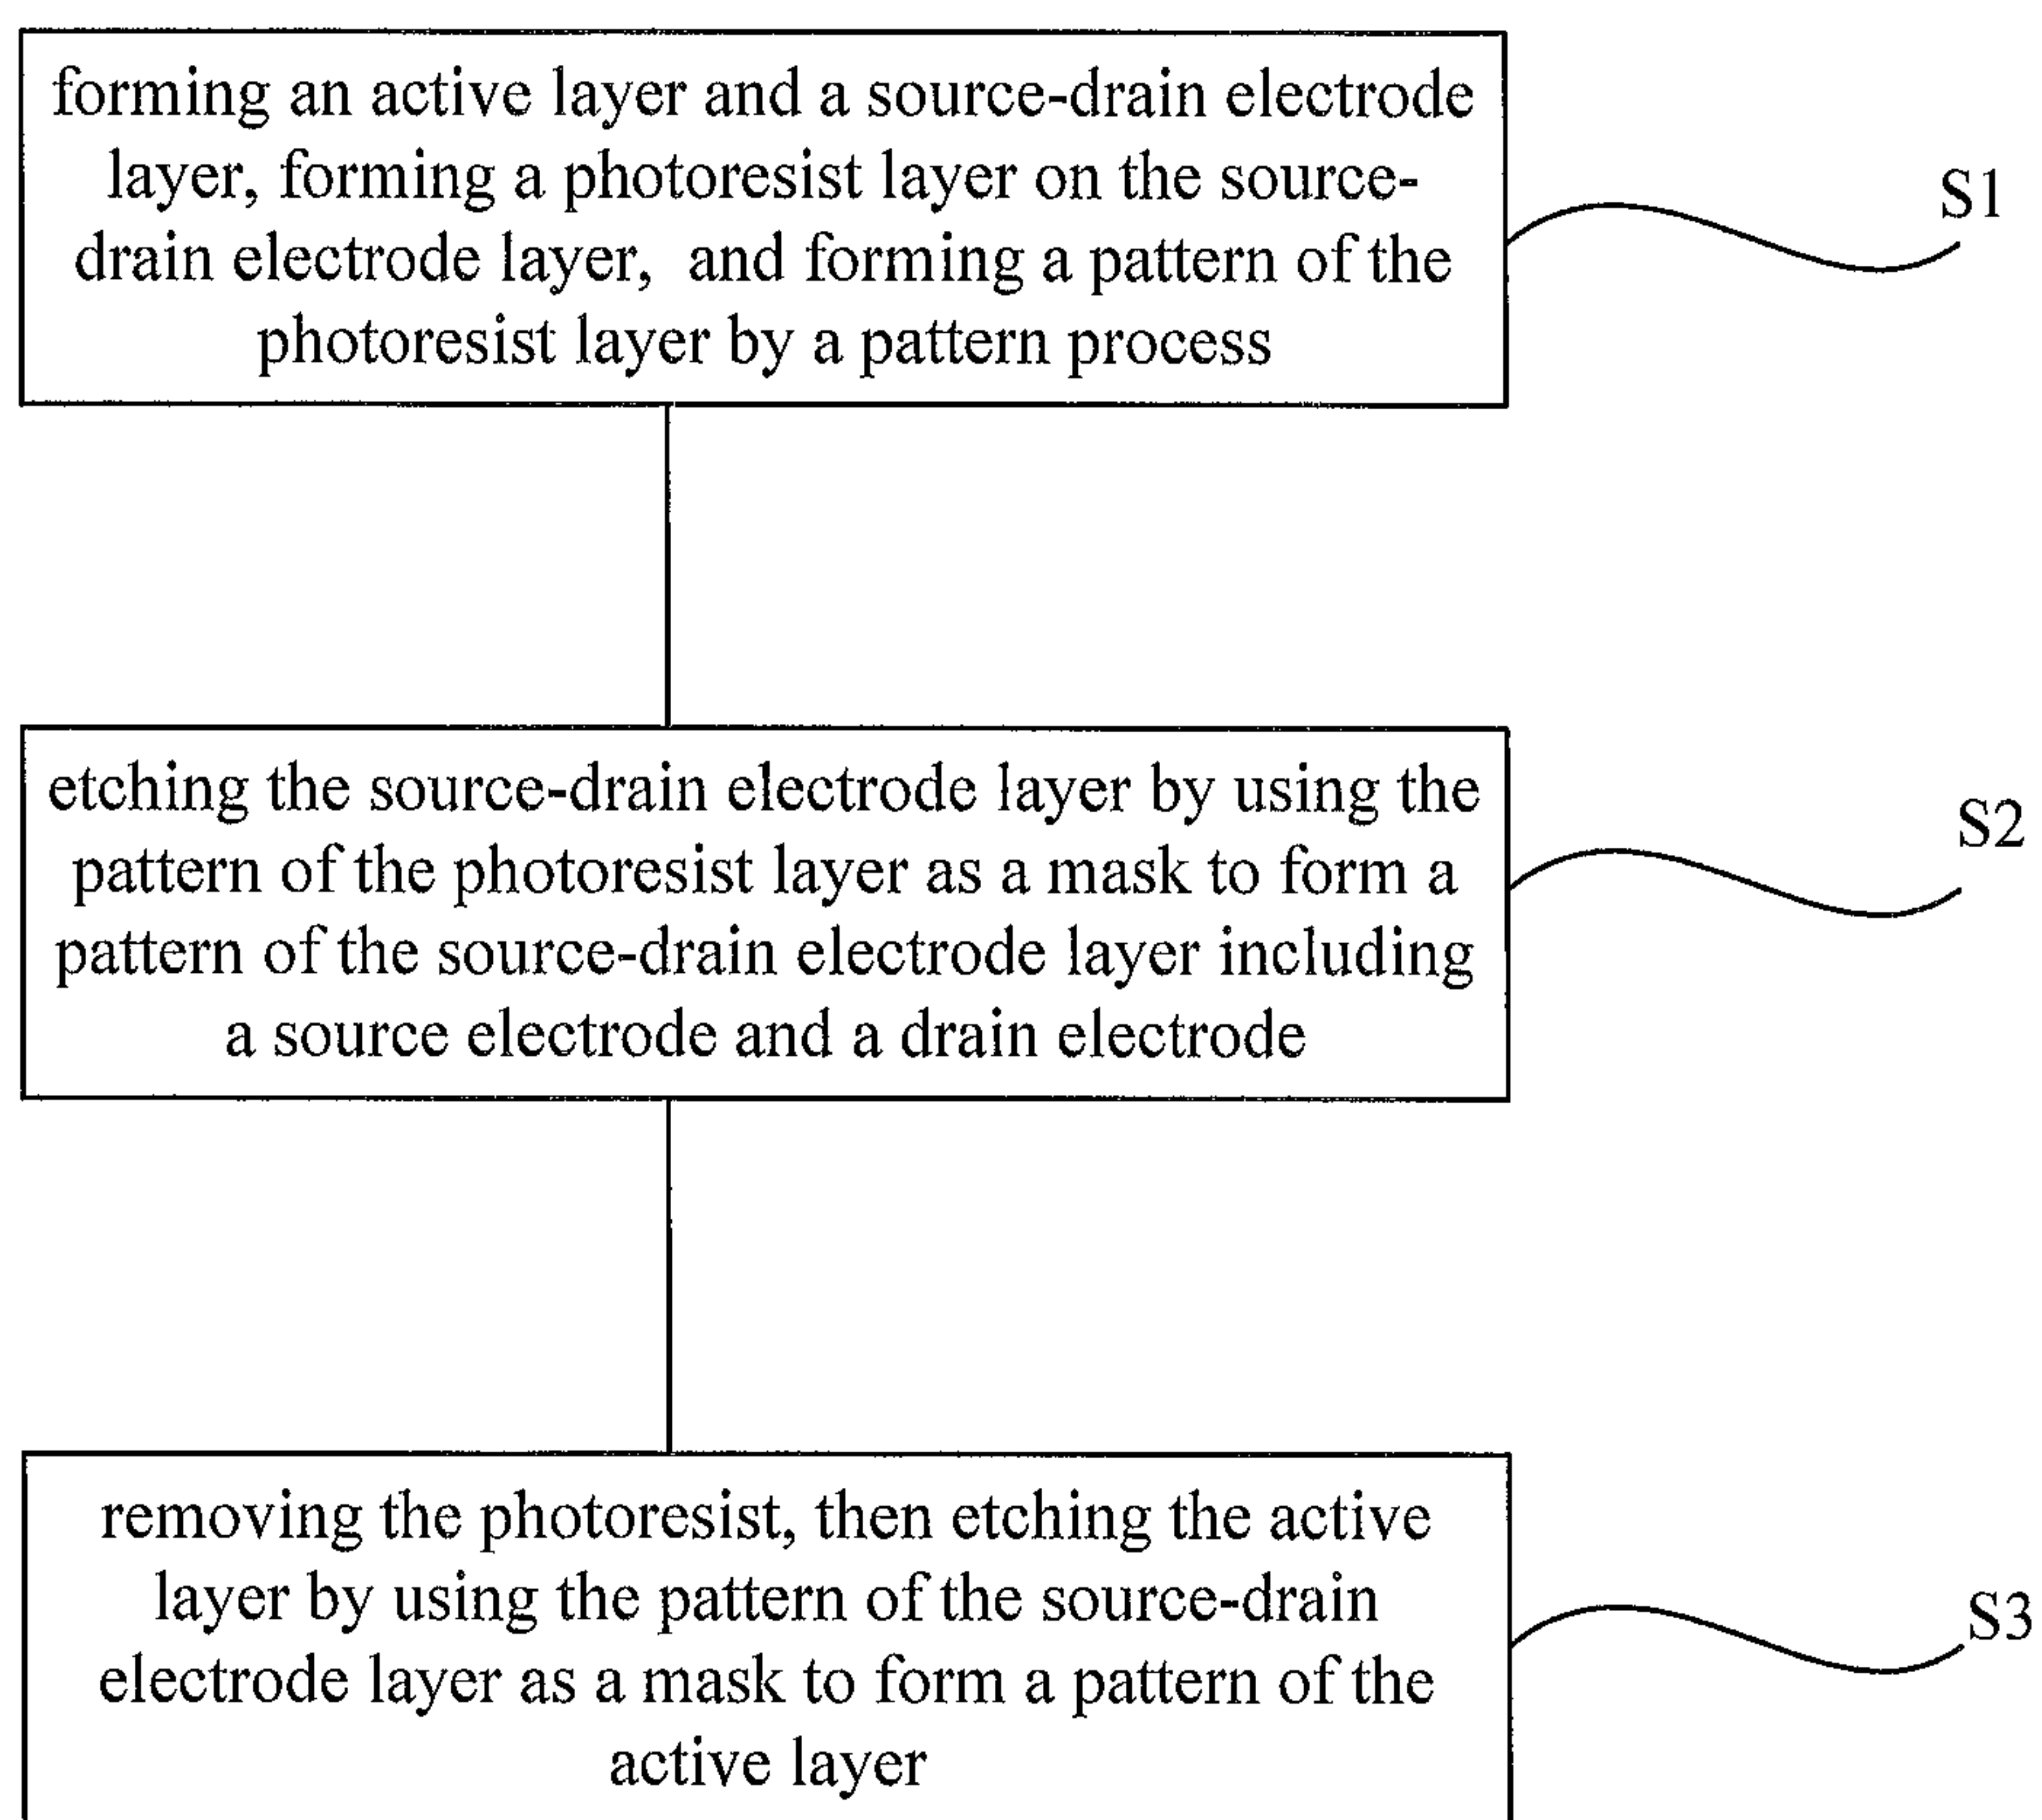 forming an active layer and a source-drain electrode
layer, forming a photoresist layer on the source-
drain electrode layer, and forming a pattern of the
photoresist layer by a pattern process
S1
etching the source-drain electrode layer by using the
pattern of the photoresist layer as a mask to form a
pattern of the source-drain electrode layer including
a source electrode and a drain electrode
S2
removing the photoresist, then etching the active
layer by using the pattern of the source-drain
electrode layer as a mask to form a pattern of the
active layer
S3